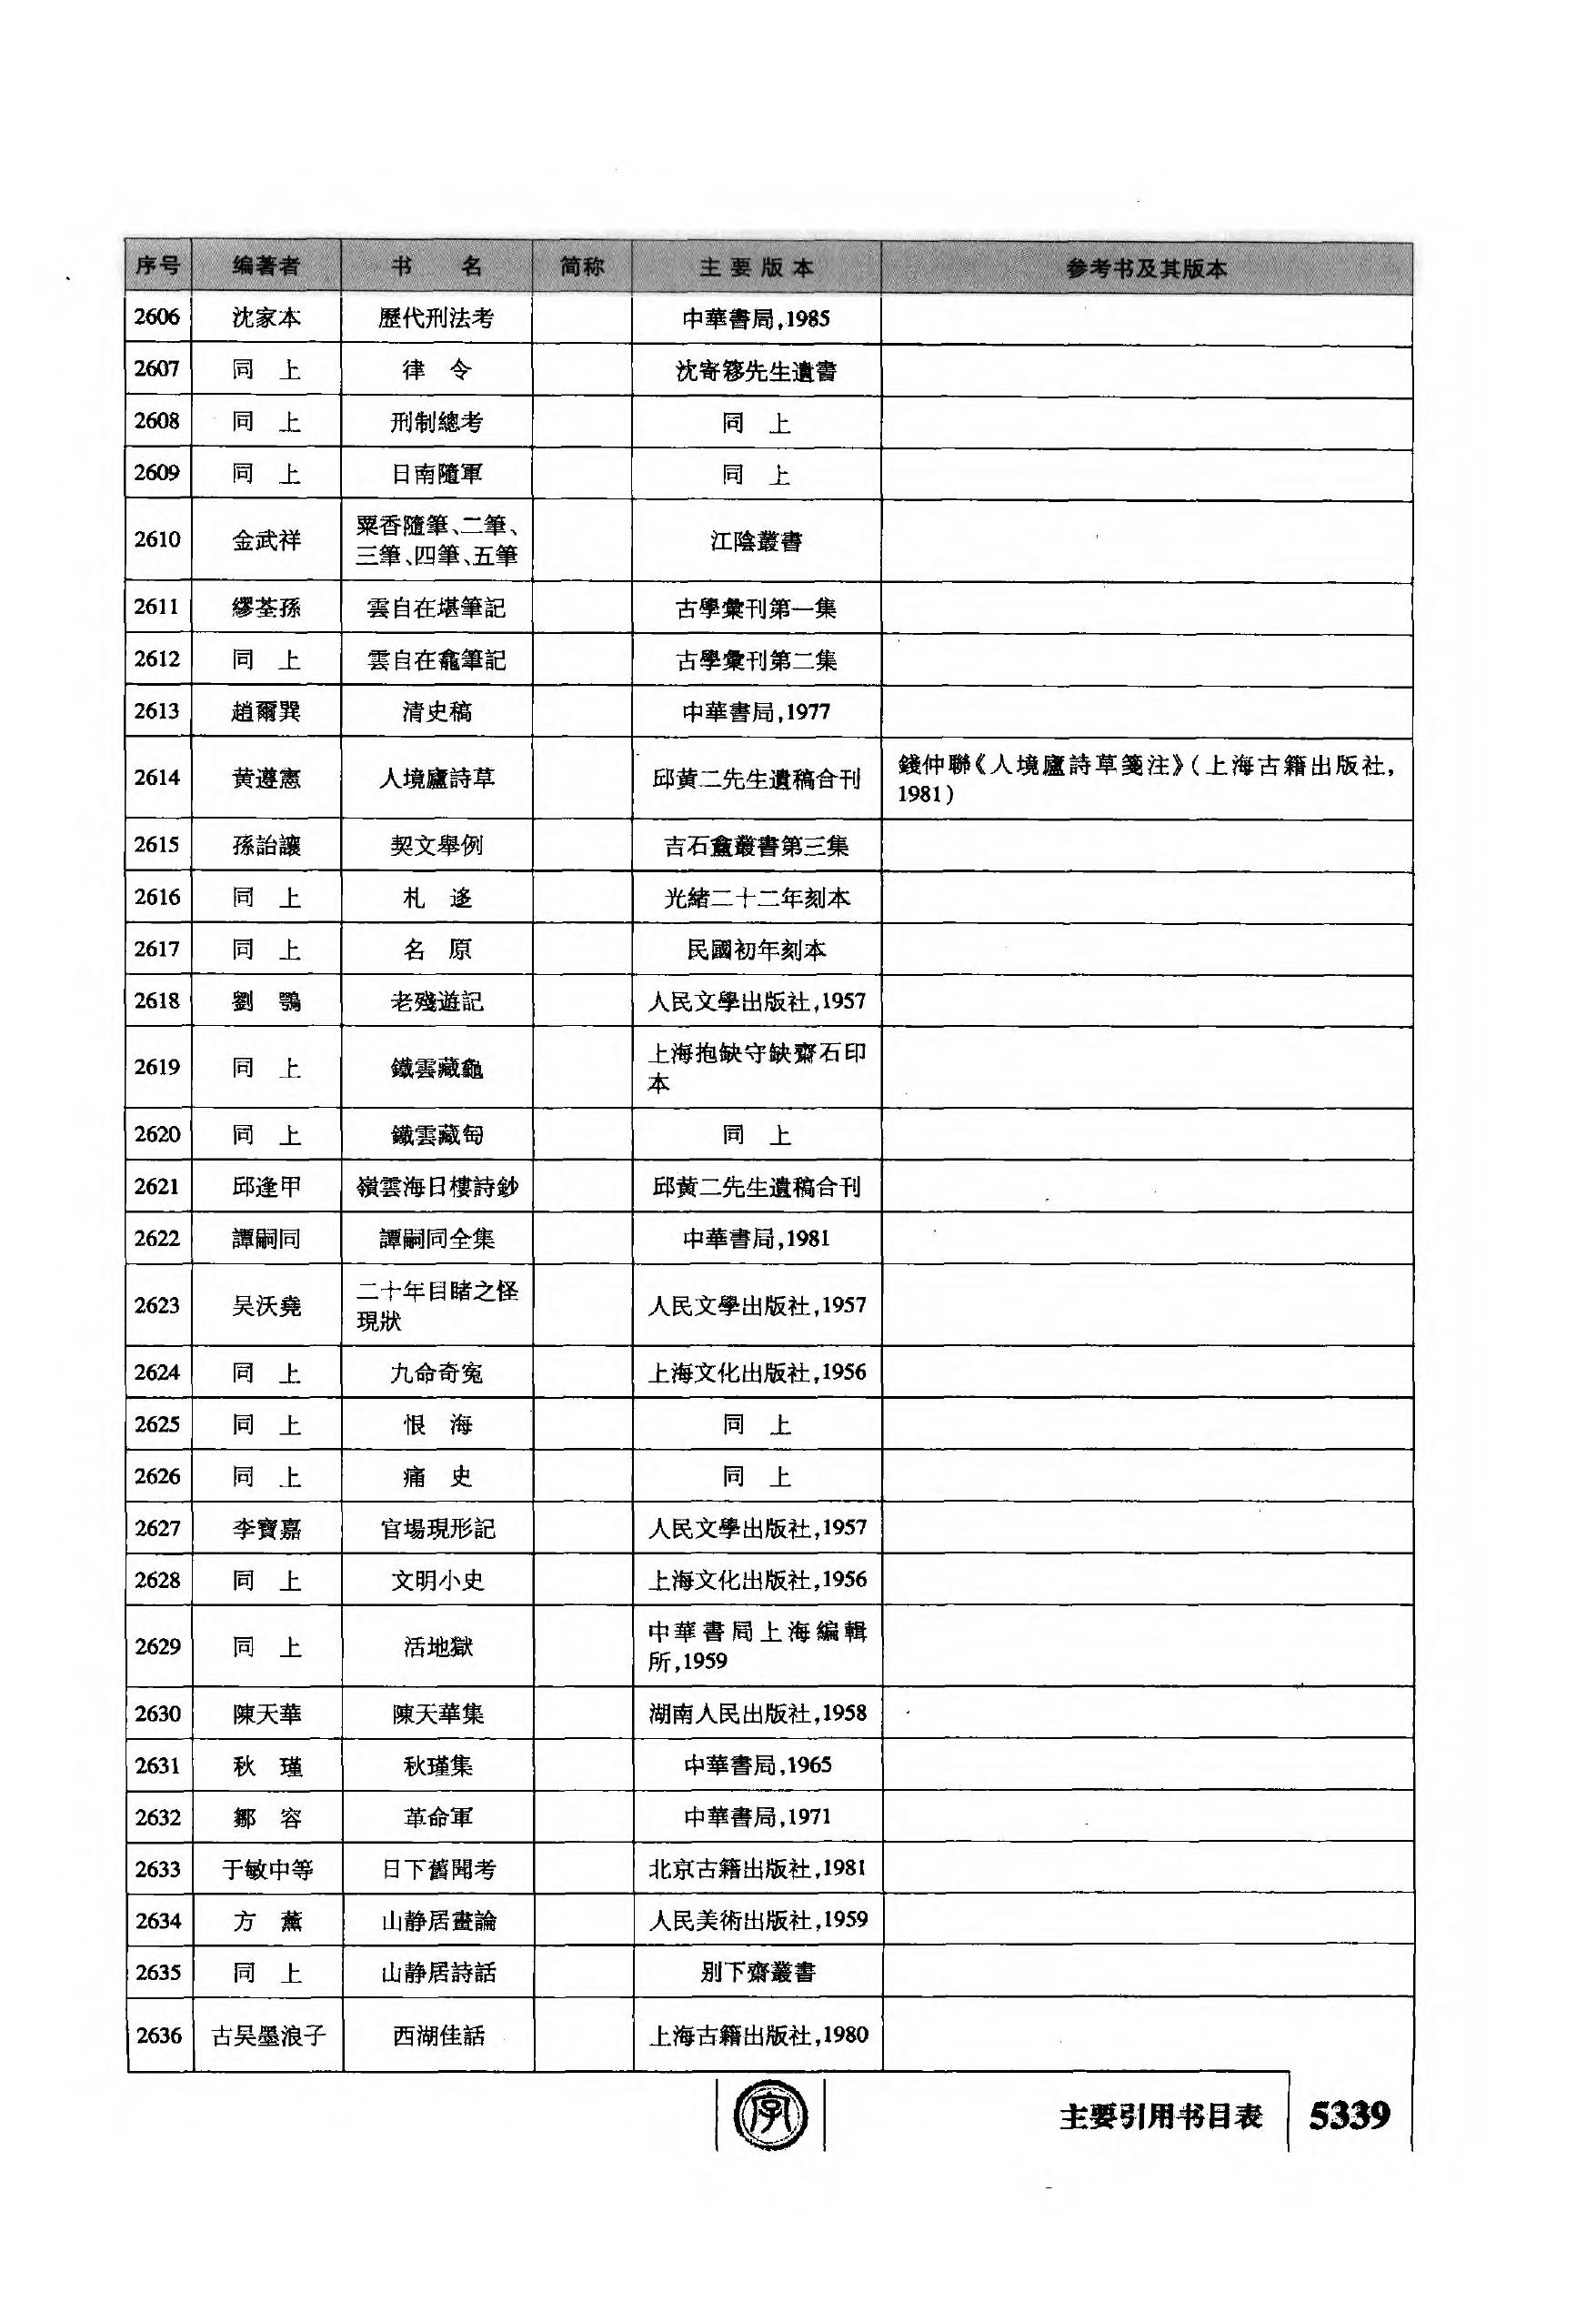 序号 编著者 书 名 简称 主要版本 参考书及其版本
2606 沈家本 歷代刑法考 中華書局,1985
2607 同 上 律 令 沈寄簃先生遺書
2608 同 上 刑制總考 同 上
2609 同 上 日南隨軍 同 上
2610 金武祥 粟香隨筆、二筆、
三筆、四筆、五筆 江陰叢書
2611 繆荃孫 雲自在堪筆記 古學彙刊第一集
2612 同 上 雲自在龕筆記 古學彙刊第二集
2613 趙爾巽 清史稿 中華書局,1977
2614 黄遵憲 人境廬詩草 邱黄二先生遺稿合刊 錢仲聯《人境廬詩草箋注》(上海古籍出版社,
1981)
2615 孫詒讓 契文舉例 吉石盦叢書第三集
2616 同 上 札 迻 光緒二十二年刻本
2617 同 上 名 原 民國初年刻本
2618 劉 鶚 老殘遊記 人民文學出版社,1957
2619 同 上 鐵雲藏龜 上海抱缺守缺齋石印
本
2620 同 上 鐵雲藏匋 同 上
2621 邱逢甲 嶺雲海日樓詩鈔 邱黄二先生遺稿合刊
2622 譚嗣同 譚嗣同全集 中華書局,1981
2623 吴沃堯 二十年目睹之怪
現狀 人民文學出版社,1957
2624 同 上 九命奇寃 上海文化出版社,1956
2625 同 上 恨 海 同 上
2626 同 上 痛 史 同 上
2627 李寶嘉 官場現形記 人民文學出版社,1957
2628 同 上 文明小史 上海文化出版社,1956
2629 同 上 活地獄 中華書局上海編輯
所,1959
2630 陳天華 陳天華集 湖南人民出版社,1958
2631 秋 瑾 秋瑾集 中華書局,1965
2632 鄒 容 革命軍 中華書局,1971
2633 于敏中等 日下舊聞考 北京古籍出版社,1981
2634 方 薰 山静居畫論 人民美術出版社,1959
2635 同 上 山静居詩話 别下齋叢書
2636 古吴墨浪子 西湖佳話 上海古籍出版社,1980
字
主要引用书目表 5339